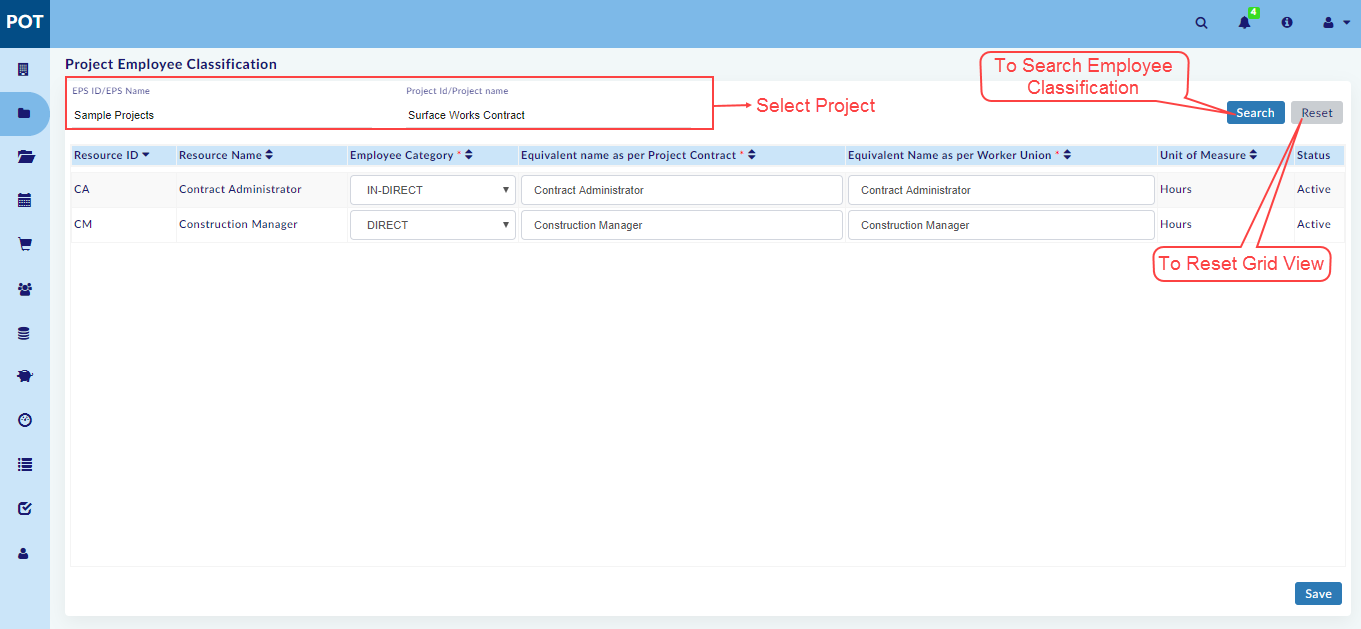 POT
4
Project Employee Classification
EPS ID/EPS Name
Project Id/Project name
Sample Projects
Surface Works Contract
Select Project
To Search Employee
Classification
Search
Reset
Resource ID
Resource Name
Employee Category *
Equivalent name as per Project Contract *
Equivalent Name as per Worker Union *
Unit of Measure
Status
CA
Contract Administrator
IN-DIRECT
Contract Administrator
Contract Administrator
Hours
Active
CM
Construction Manager
DIRECT
Construction Manager
Construction Manager
Hours
Active
To Reset Grid View
Save